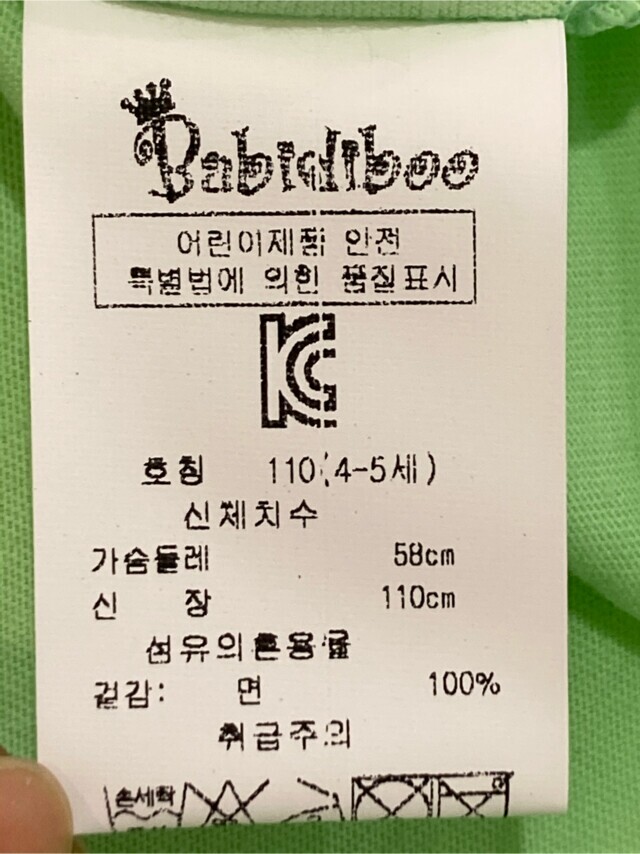 Babidiboo
어린이제품 안전
특별법에 의한 품질표시
KC
호칭 110(4-5세)
신체치수
가슴둘레 58cm
신 장 110cm
섬유의혼용률
겉감: 면 100%
취급주의
손세탁